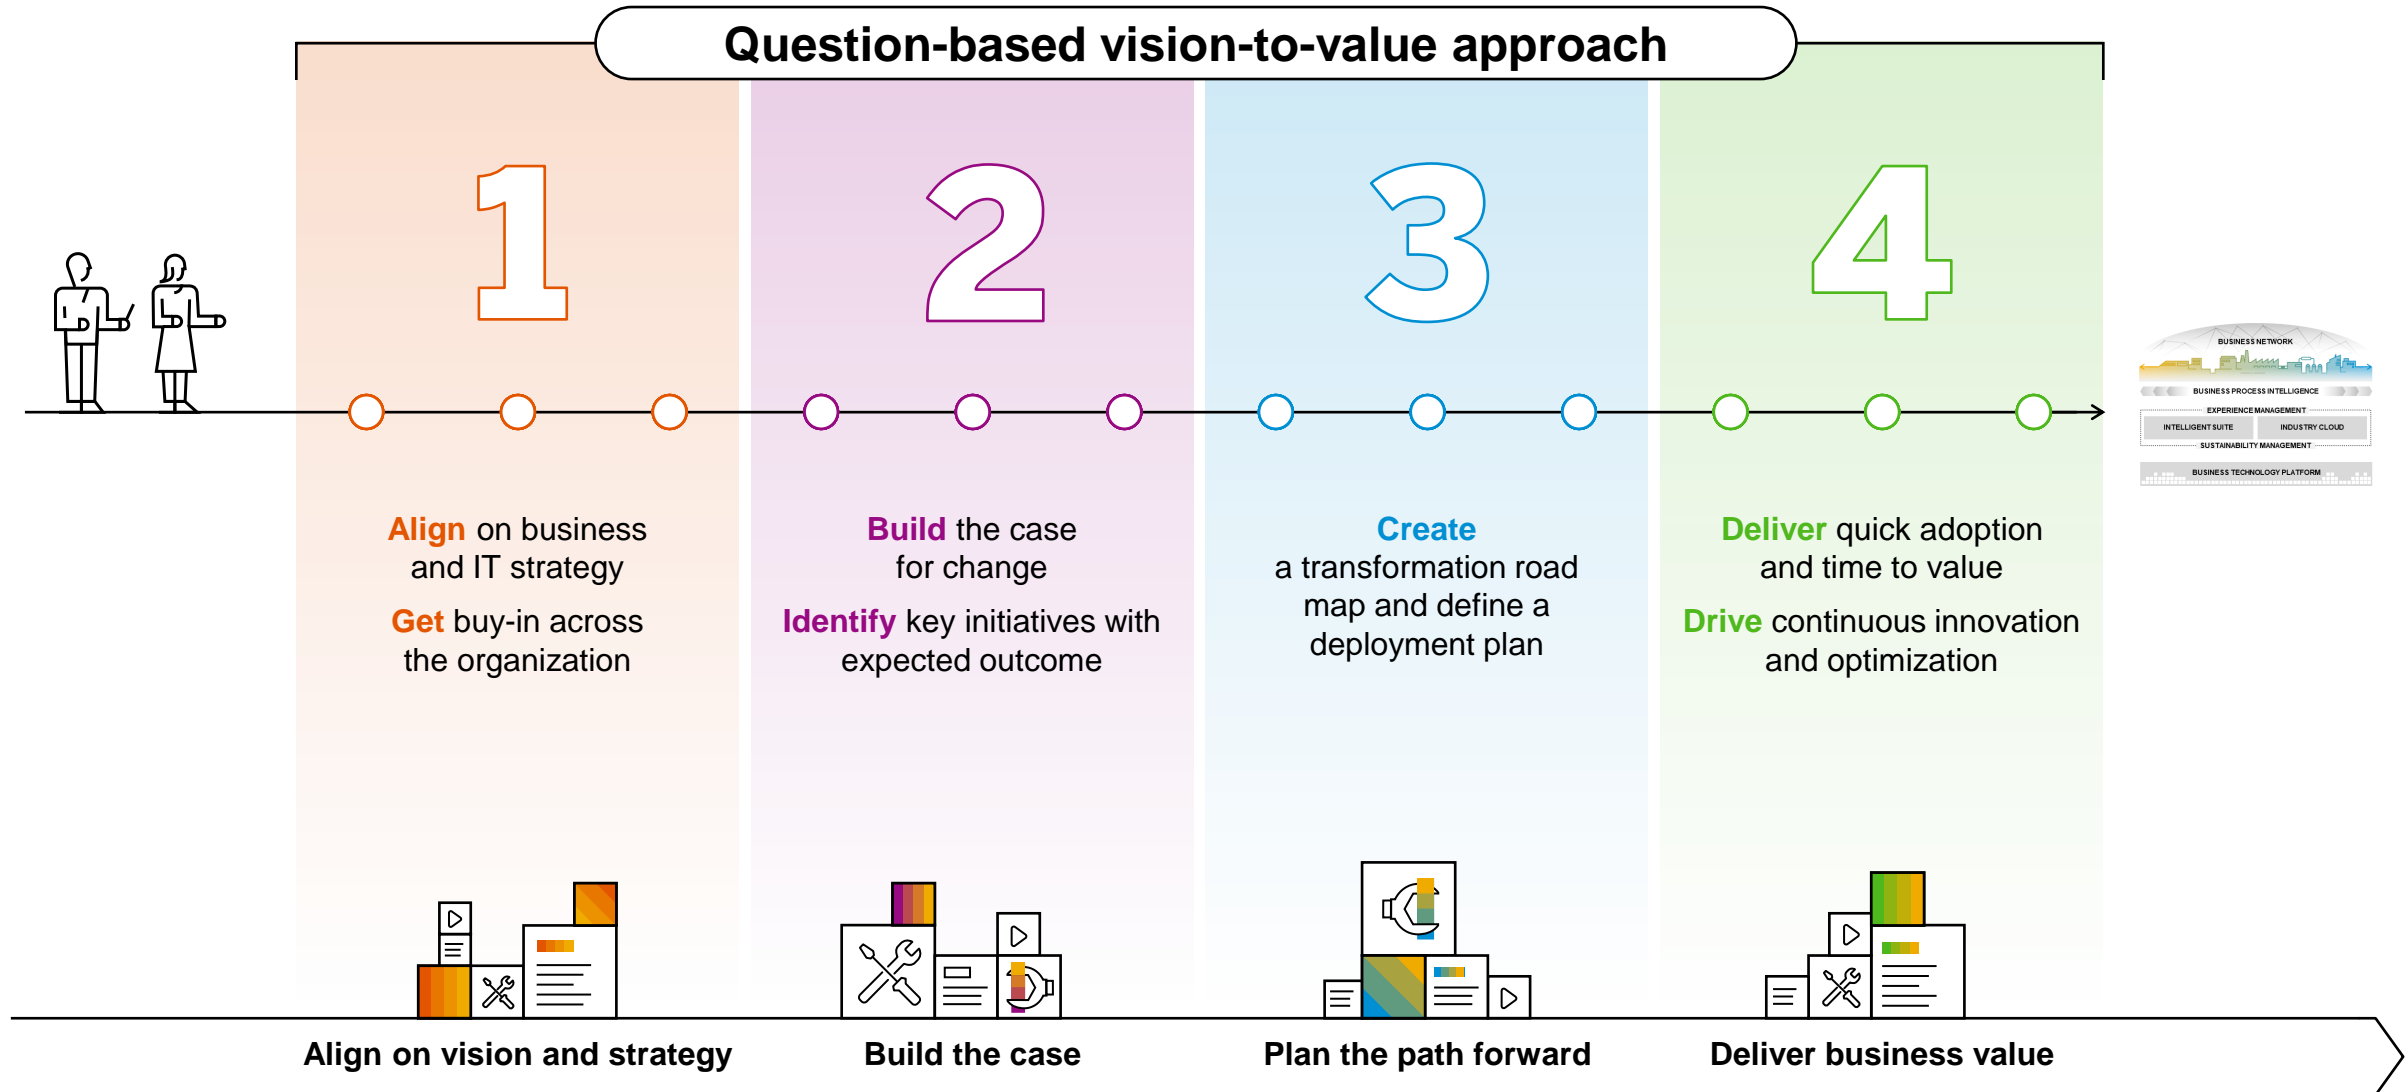 Question-based vision-to-value approach
1
2
3
4
Align on business
and IT strategy
Get buy-in across
the organization
Build the case
for change
Identify key initiatives with
expected outcome
Create
a transformation road
map and define a
deployment plan
Deliver quick adoption
and time to value
Drive continuous innovation
and optimization
BUSINESS NETWORK
BUSINESS PROCESS INTELLIGENCE
EXPERIENCE MANAGEMENT
INTELLIGENT SUITE
INDUSTRY CLOUD
SUSTAINABILITY MANAGEMENT
BUSINESS TECHNOLOGY PLATFORM
Align on vision and strategy
Build the case
Plan the path forward
Deliver business value